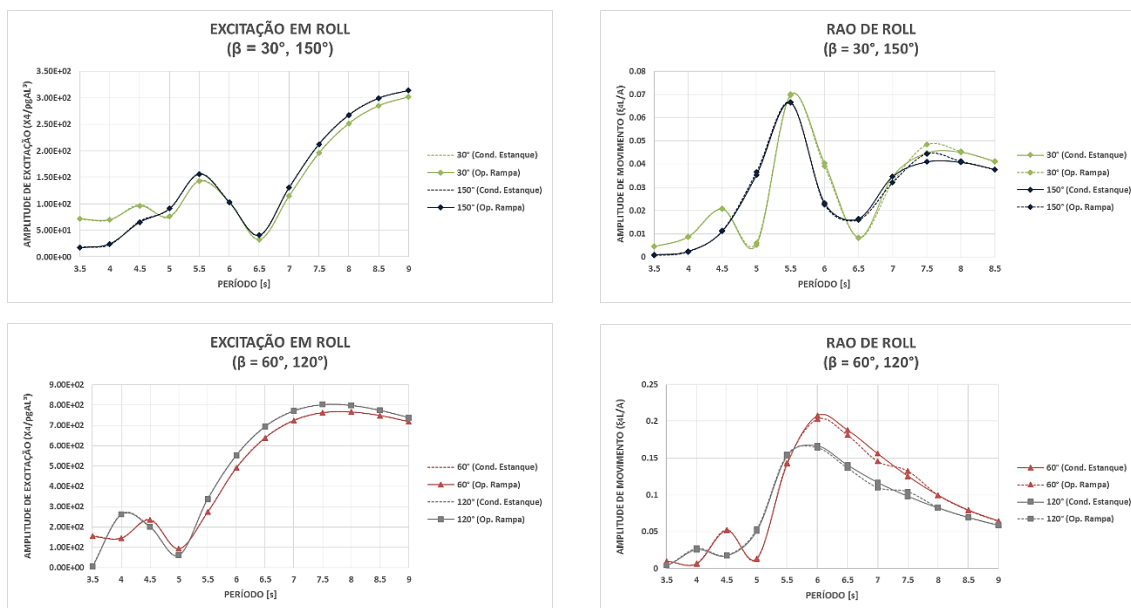 EXCITAÇÃO EM ROLL
(β = 30°, 150°)
AMPLITUDE DE EXCITAÇÃO (X4/ρgAL³)
3.50E+02
3.00E+02
2.50E+02
2.00E+02
1.50E+02
1.00E+02
5.00E+01
0.00E+00
3.5 4 4.5 5 5.5 6 6.5 7 7.5 8 8.5 9
PERÍODO [s]
30° (Cond. Estanque)
30° (Op. Rampa)
150° (Cond. Estanque)
150° (Op. Rampa)
RAO DE ROLL
(β = 30°, 150°)
AMPLITUDE DE MOVIMENTO (ξ₄L/A)
0.08
0.07
0.06
0.05
0.04
0.03
0.02
0.01
0
3.5 4 4.5 5 5.5 6 6.5 7 7.5 8 8.5
PERÍODO [s]
30° (Cond. Estanque)
30° (Op. Rampa)
150° (Cond. Estanque)
150° (Op. Rampa)
EXCITAÇÃO EM ROLL
(β = 60°, 120°)
AMPLITUDE DE EXCITAÇÃO (X4/ρgAL³)
9.00E+02
8.00E+02
7.00E+02
6.00E+02
5.00E+02
4.00E+02
3.00E+02
2.00E+02
1.00E+02
0.00E+00
3.5 4 4.5 5 5.5 6 6.5 7 7.5 8 8.5 9
PERÍODO [s]
60° (Cond. Estanque)
60° (Op. Rampa)
120° (Cond. Estanque)
120° (Op. Rampa)
RAO DE ROLL
(β = 60°, 120°)
AMPLITUDE DE MOVIMENTO (ξ₄L/A)
0.25
0.2
0.15
0.1
0.05
0
3.5 4 4.5 5 5.5 6 6.5 7 7.5 8 8.5 9
PERÍODO [s]
60° (Cond. Estanque)
60° (Op. Rampa)
120° (Cond. Estanque)
120° (Op. Rampa)